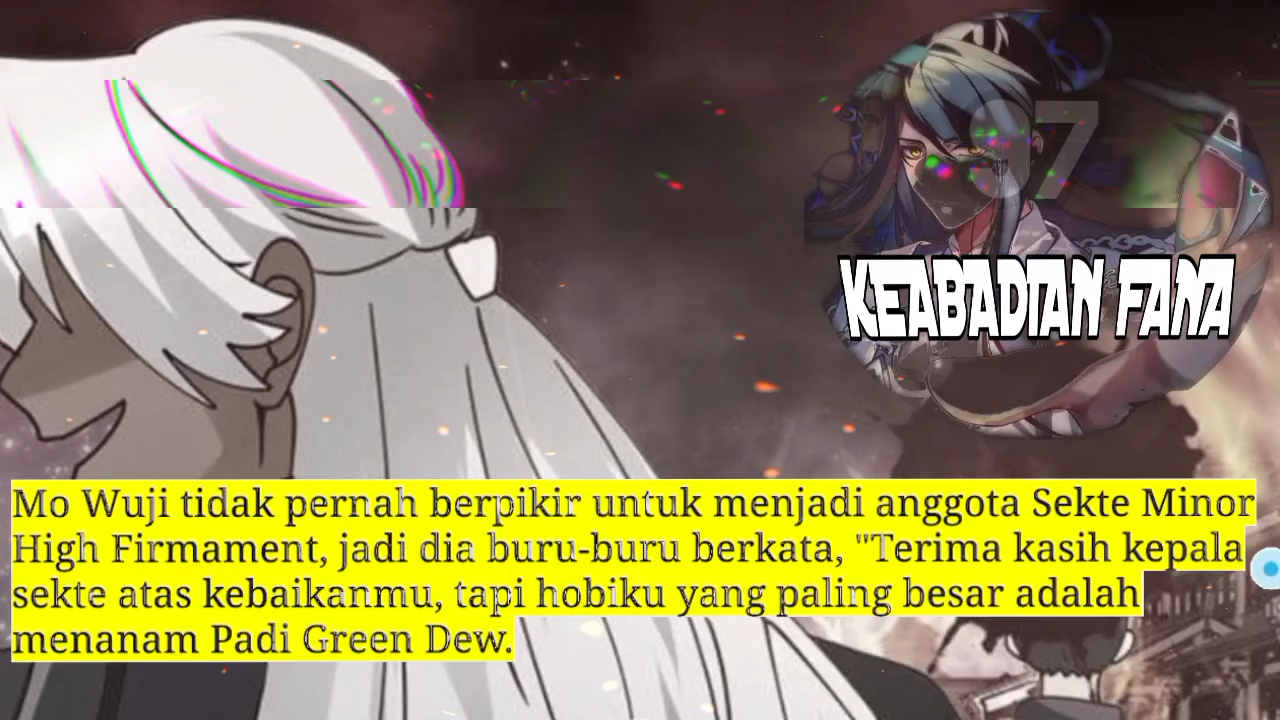 97
KEABADIAN FANA
Mo Wuji tidak pernah berpikir untuk menjadi anggota Sekte Minor
High Firmament, jadi dia buru-buru berkata, "Terima kasih kepala
sekte atas kebaikanmu, tapi hobiku yang paling besar adalah
menanam Padi Green Dew.